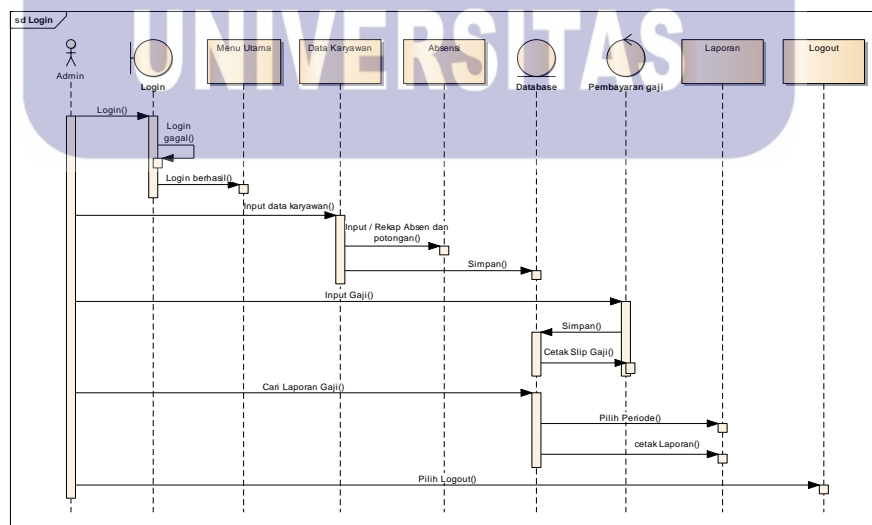 sd Login
UNIVERSITAS
Admin
Login
Menu Utama
Data Karyawan
Absensi
Database
Pembayaran gaji
Laporan
Logout
Login()
Login
gagal()
Login berhasil()
Input data karyawan()
Input / Rekap Absen dan
potongan()
Simpan()
Input Gaji()
Simpan()
Cetak Slip Gaji()
Cari Laporan Gaji()
Pilih Periode()
cetak Laporan()
Pilih Logout()